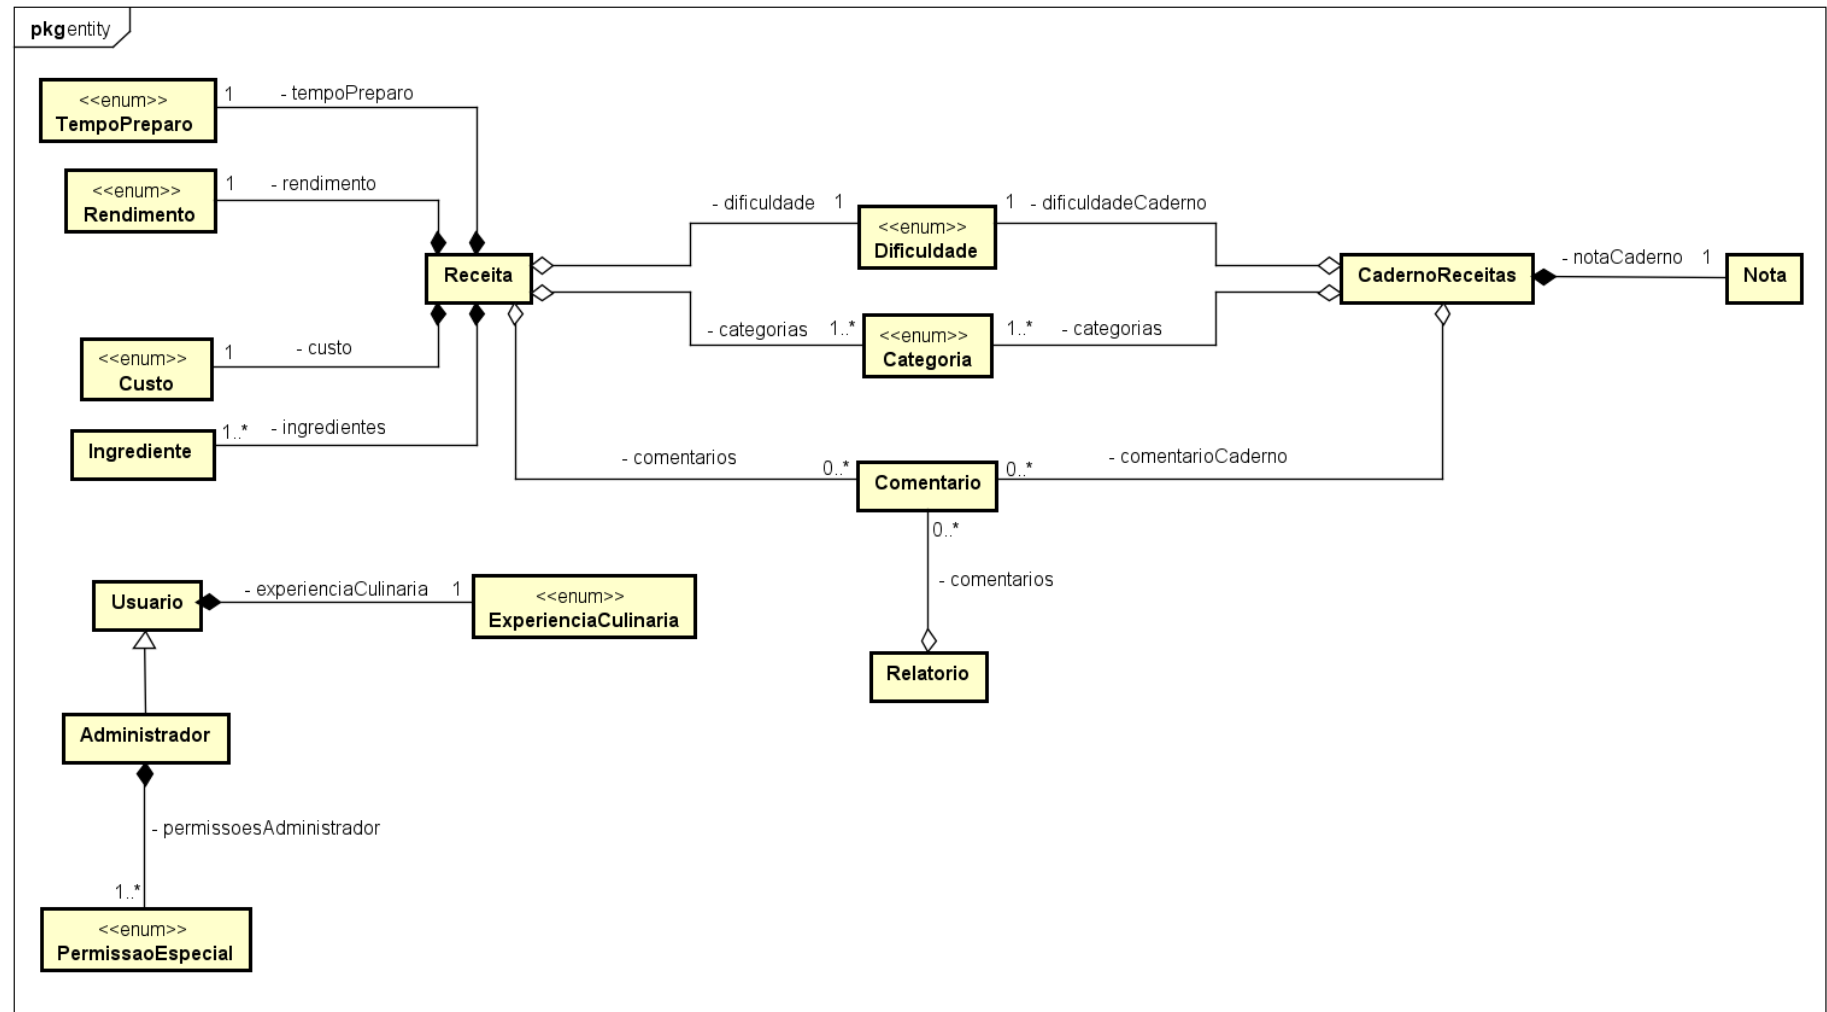 pkg entity
<<enum>>
TempoPreparo
1
- tempoPreparo
<<enum>>
Rendimento
1
- rendimento
Receita
<<enum>>
Custo
1
- custo
Ingrediente
1..*
- ingredientes
- dificuldade
1
<<enum>>
Dificuldade
1
- dificuldadeCaderno
- categorias
1..*
<<enum>>
Categoria
1..*
- categorias
CadernoReceitas
- notaCaderno
1
Nota
- comentarios
0..*
Comentario
0..*
- comentarioCaderno
0..*
- comentarios
Relatorio
Usuario
- experienciaCulinaria
1
<<enum>>
ExperienciaCulinaria
Administrador
- permissoesAdministrador
1..*
<<enum>>
PermissaoEspecial